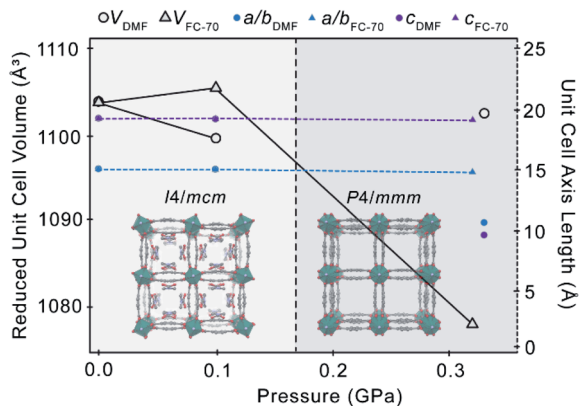 V_DMF V_FC-70 a/b_DMF a/b_FC-70 c_DMF c_FC-70
1110
1100
1090
1080
Reduced Unit Cell Volume (Å³)
25
20
15
10
5
0
Unit Cell Axis Length (Å)
I4/mcm
P4/mmm
0.0 0.1 0.2 0.3
Pressure (GPa)